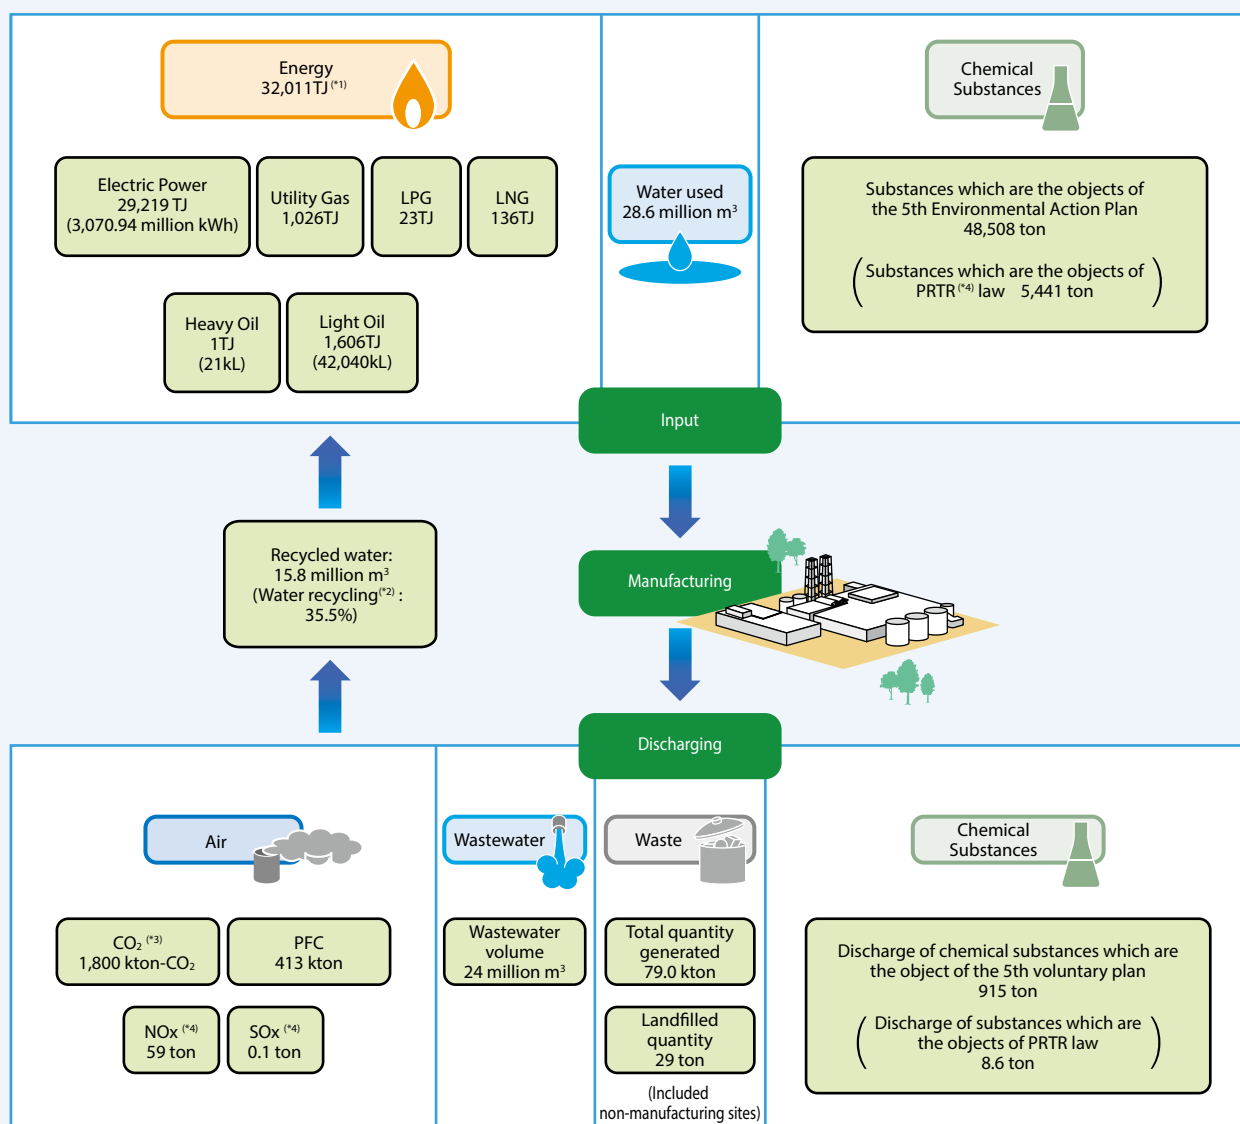 Energy
32,011TJ (*1)
Electric Power
29,219 TJ
(3,070.94 million kWh)
Utility Gas
1,026TJ
LPG
23TJ
LNG
136TJ
Heavy Oil
1TJ
(21kL)
Light Oil
1,606TJ
(42,040kL)
Water used
28.6 million m³
Chemical
Substances
Substances which are the objects of
the 5th Environmental Action Plan
48,508 ton
(Substances which are the objects of
PRTR(*4) law 5,441 ton)
Input
Recycled water:
15.8 million m³
(Water recycling(*2) :
35.5%)
Manufacturing
Discharging
Air
CO₂ (*3)
1,800 kton-CO₂
PFC
413 kton
NOx (*4)
59 ton
SOx (*4)
0.1 ton
Wastewater
Wastewater
volume
24 million m³
Waste
Total quantity
generated
79.0 kton
Landfilled
quantity
29 ton
(Included
non-manufacturing sites)
Chemical
Substances
Discharge of chemical substances which are
the object of the 5th voluntary plan
915 ton
(Discharge of substances which are
the objects of PRTR law
8.6 ton)